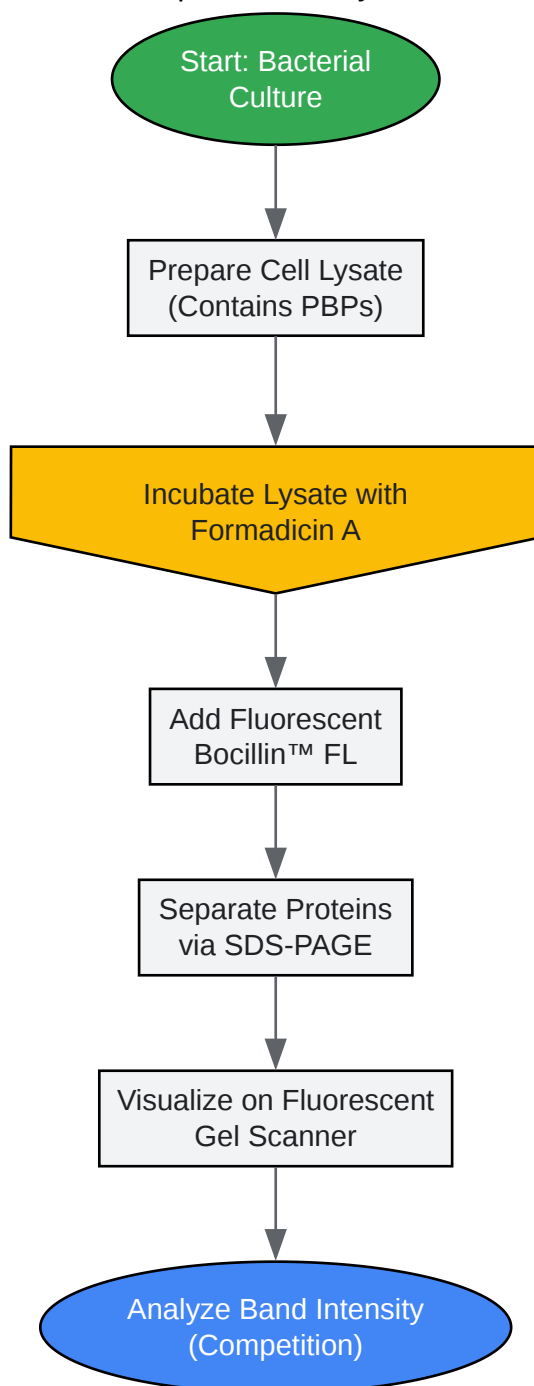 Start: Bacterial
Culture
Prepare Cell Lysate
(Contains PBPs)
Incubate Lysate with
Formadicin A
Add Fluorescent
Bocillin™ FL
Separate Proteins
via SDS-PAGE
Visualize on Fluorescent
Gel Scanner
Analyze Band Intensity
(Competition)